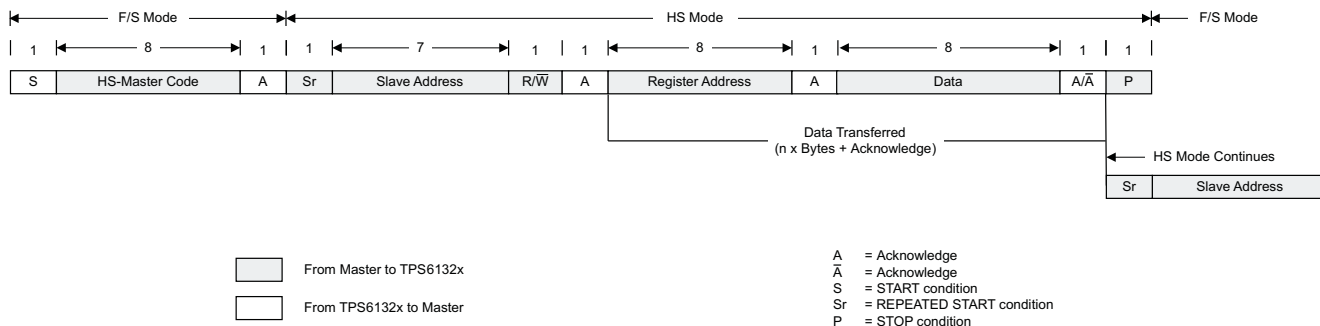 F/S Mode HS Mode F/S Mode
1 8 1 1 7 1 1 8 1 8 1 1
S HS-Master Code A Sr Slave Address R/W̅ A Register Address A Data A/A̅ P
Data Transferred
(n x Bytes + Acknowledge)
HS Mode Continues
Sr Slave Address
From Master to TPS6132x
From TPS6132x to Master
A = Acknowledge
A̅ = Acknowledge
S = START condition
Sr = REPEATED START condition
P = STOP condition